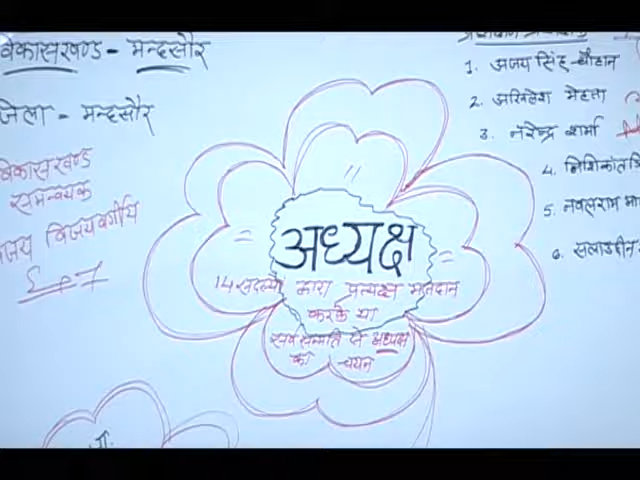 विकासखण्ड - मन्दसौर
जिला - मन्दसौर
विकासखण्ड
समन्वयक
विजयवर्गीय
अध्यक्ष
14 सदस्यो द्वारा प्रत्यक्ष मतदान
करके या
सर्वसम्मति से अध्यक्ष
का चयन
1. अजय सिंह चौहान
2. अखिलेश मेहता
3. नरेन्द्र शर्मा
4.
5. नवलराम
6.